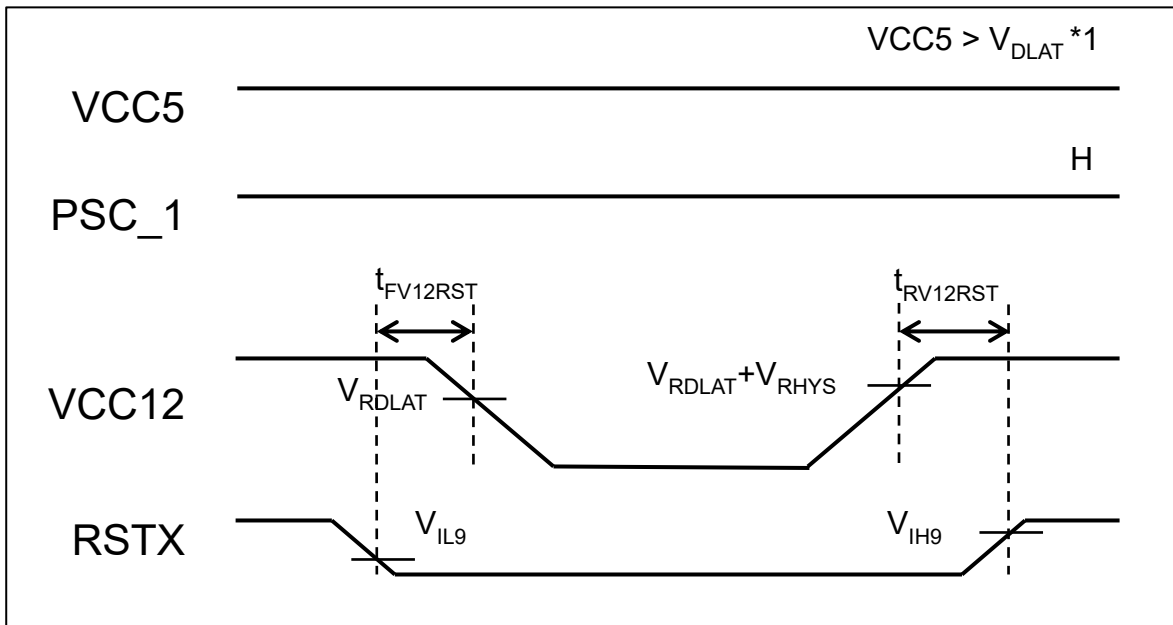 VCC5 > VDLAT *1
VCC5
H
PSC_1
tFV12RST
tRV12RST
VRDLAT
VRDLAT+VRHYS
VCC12
VIL9
VIH9
RSTX